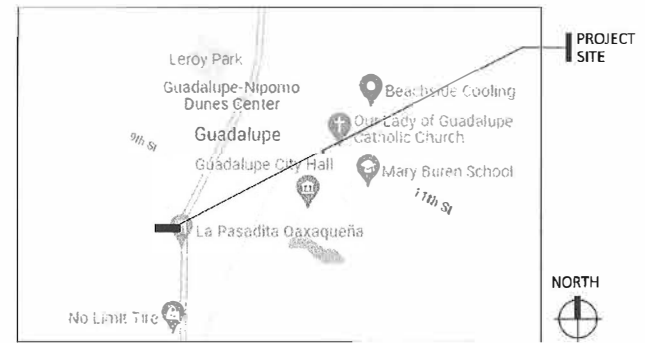 PROJECT
SITE
Leroy Park
Guadalupe-Nipomo
Dunes Center
Beachside Cooling
Our Lady of Guadalupe
Catholic Church
Guadalupe
9th St
Guadalupe City Hall
Mary Buren School
11th St
La Pasadita Oaxaqueña
No Limit Tire
NORTH